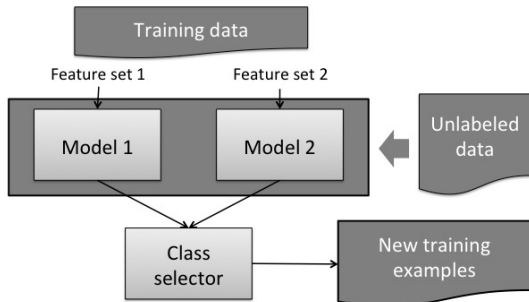 Training data
Feature set 1
Feature set 2
Model 1
Model 2
Unlabeled
data
Class
selector
New training
examples